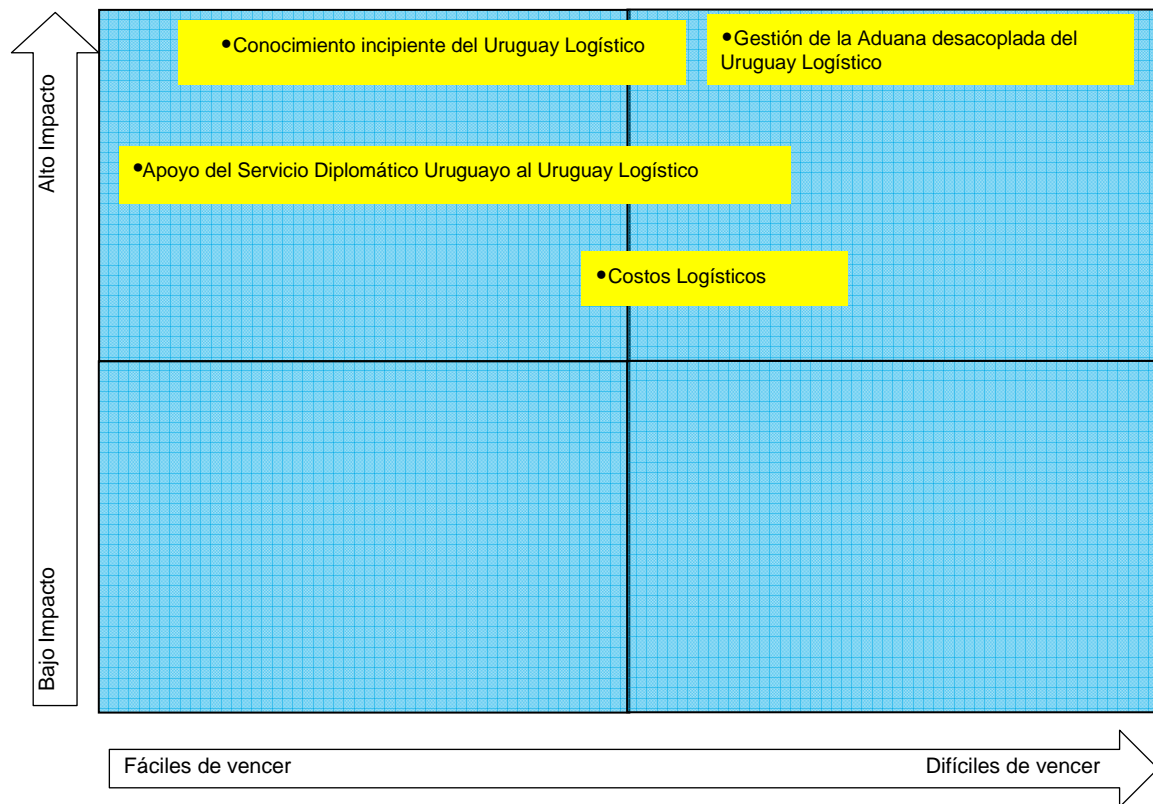 •Conocimiento incipiente del Uruguay Logístico
•Gestión de la Aduana desacoplada del
Uruguay Logístico
•Apoyo del Servicio Diplomático Uruguayo al Uruguay Logístico
•Costos Logísticos
Alto Impacto
Bajo Impacto
Fáciles de vencer
Difíciles de vencer